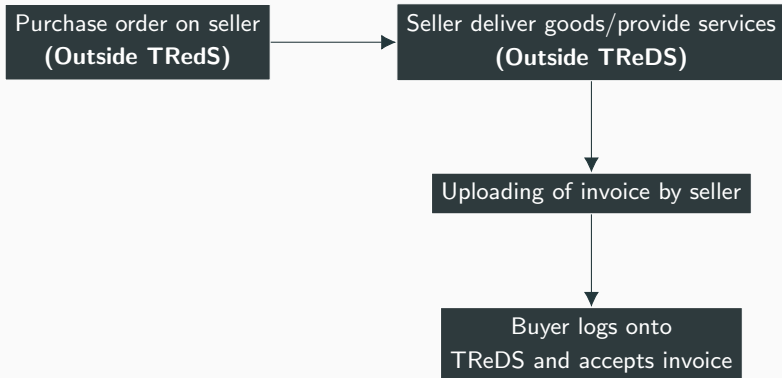 Purchase order on seller
(Outside TRedS)
Seller deliver goods/provide services
(Outside TReDS)
Uploading of invoice by seller
Buyer logs onto
TReDS and accepts invoice